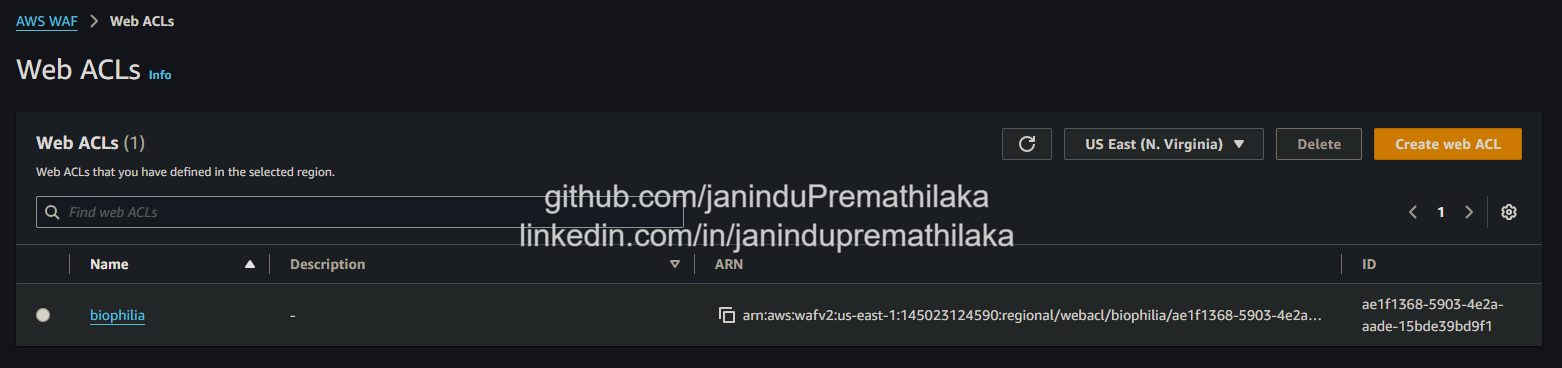 AWS WAF > Web ACLs
Web ACLs Info
Web ACLs (1)
US East (N. Virginia)
Delete
Create web ACL
Web ACLs that you have defined in the selected region.
github.com/janinduPremathilaka
Find web ACLs
1
linkedin.com/in/janindupremathilaka
Name
Description
ARN
ID
biophilia
-
arn:aws:wafv2:us-east-1:145023124590:regional/webacl/biophilia/ae1f1368-5903-4e2a...
ae1f1368-5903-4e2a-
aade-15bde39bd9f1